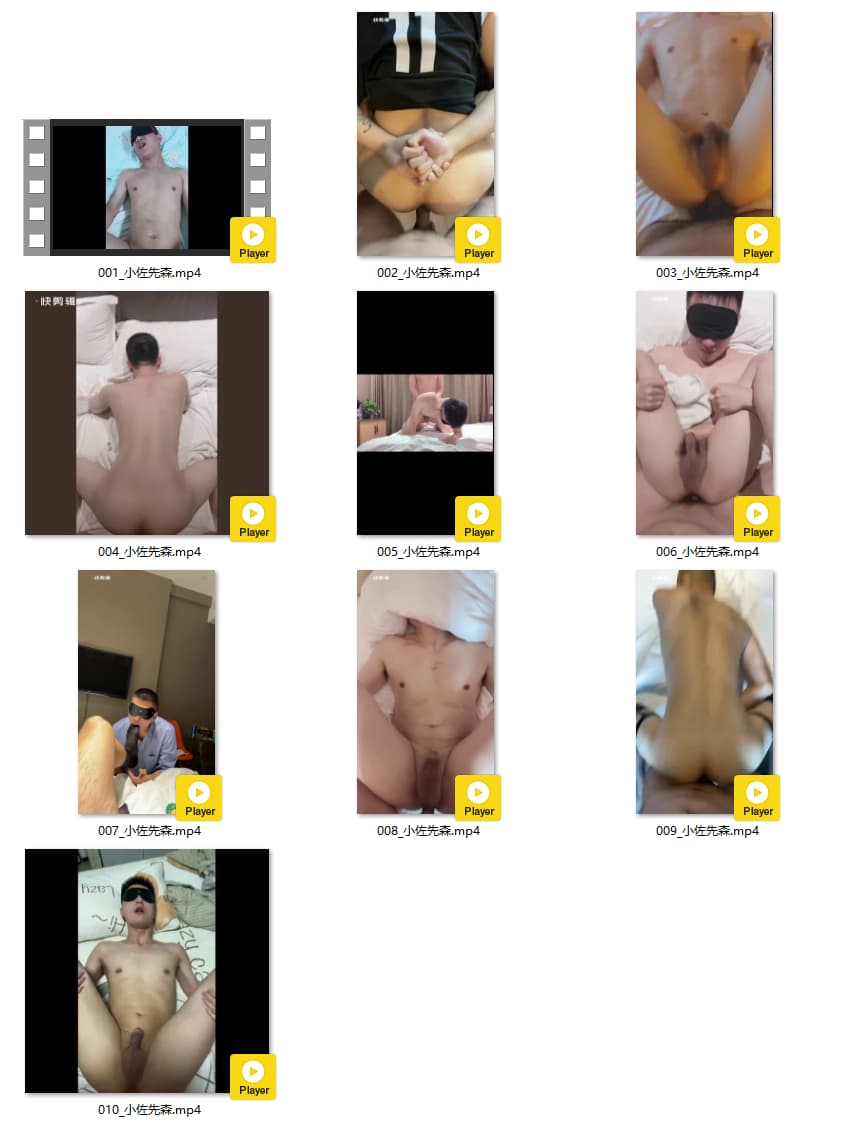 11
Player
Player
Player
001_小佐先森.mp4
002_小佐先森.mp4
003_小佐先森.mp4
·快剪辑
Player
Player
Player
004_小佐先森.mp4
005_小佐先森.mp4
006_小佐先森.mp4
Player
Player
Player
007_小佐先森.mp4
008_小佐先森.mp4
009_小佐先森.mp4
Lazy
Hi~
Player
010_小佐先森.mp4